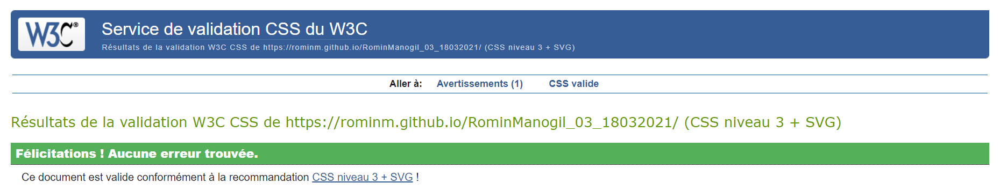 W3C®
Service de validation CSS du W3C
Résultats de la validation W3C CSS de https://rominm.github.io/RominManogil_03_18032021/ (CSS niveau 3 + SVG)
Aller à: Avertissements (1) CSS valide
Résultats de la validation W3C CSS de https://rominm.github.io/RominManogil_03_18032021/ (CSS niveau 3 + SVG)
Félicitations ! Aucune erreur trouvée.
Ce document est valide conformément à la recommandation CSS niveau 3 + SVG !